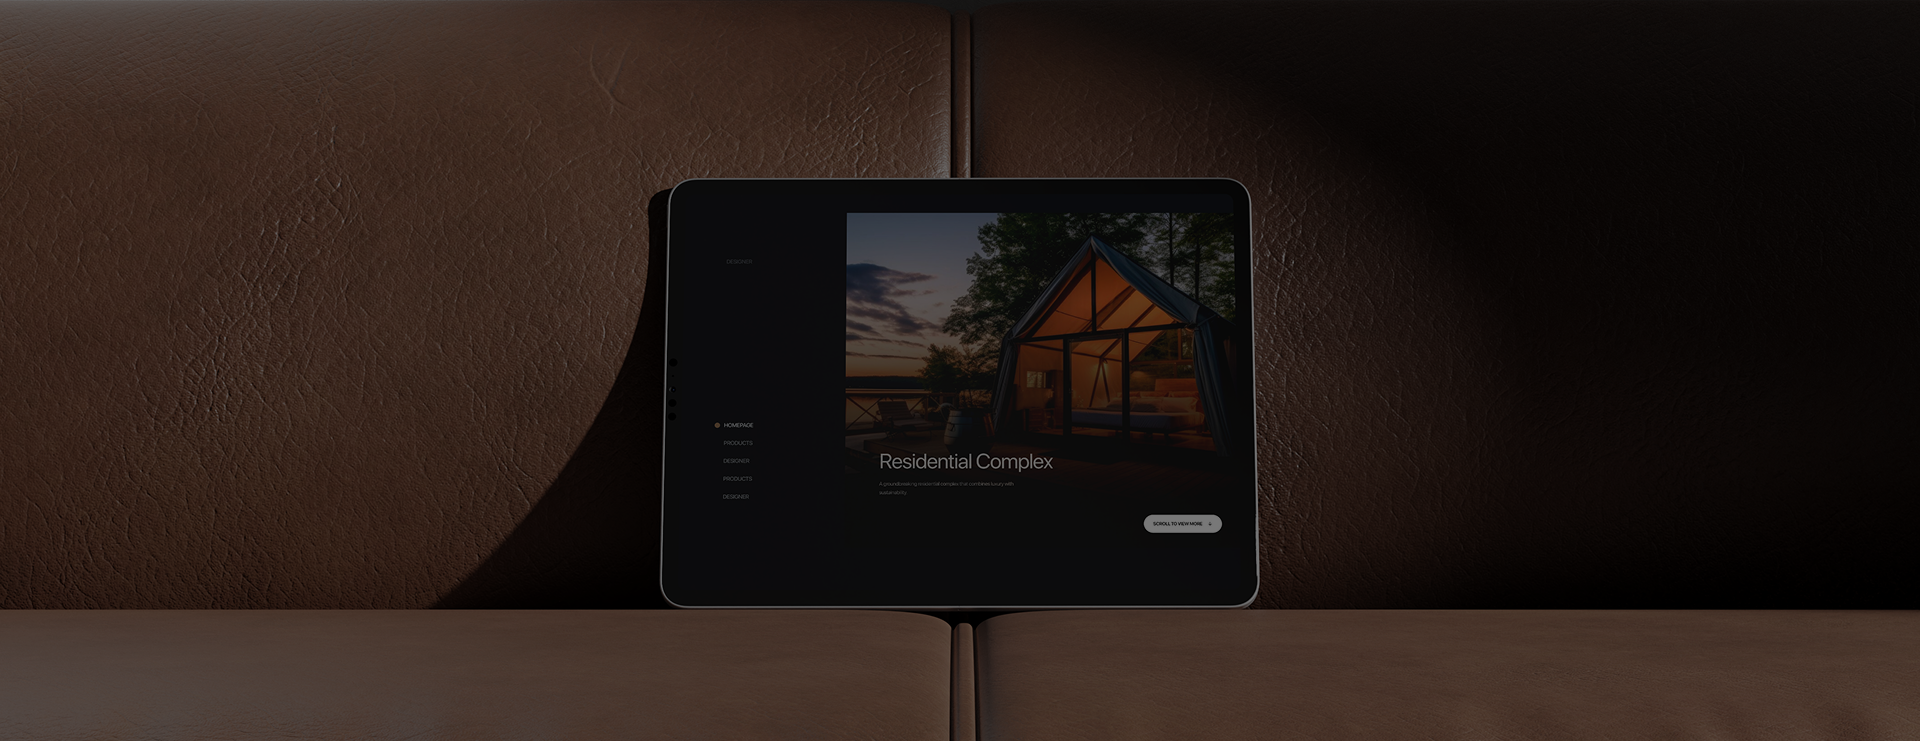 DESIGNER
HOMEPAGE
PRODUCTS
DESIGNER
PRODUCTS
DESIGNER
Residential Complex
A groundbreaking residential complex that combines luxury with
sustainability.
SCROLL TO VIEW MORE